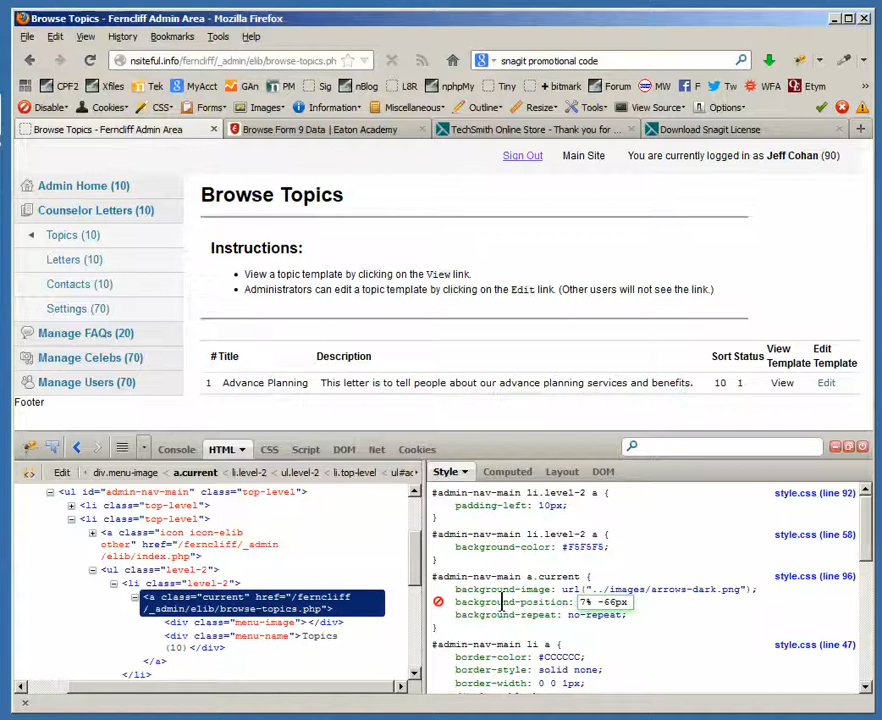 Browse Topics - Ferncliff Admin Area - Mozilla Firefox
File Edit View History Bookmarks Tools Help
nsiteful.info/ferncliff/_admin/elib/browse-topics.ph
snagit promotional code
CPF2 Xfiles Tek MyAcct GAn PM Sig nBlog L8R nphpMy Tiny + bitmark Forum MW F Tw WFA Etym
Disable Cookies CSS Forms Images Information Miscellaneous Outline Resize Tools View Source Options
Browse Topics - Ferncliff Admin Area
Browse Form 9 Data | Eaton Academy
TechSmith Online Store - Thank you for ...
Download Snagit License
Sign Out Main Site You are currently logged in as Jeff Cohan (90)
Admin Home (10)
Counselor Letters (10)
Topics (10)
Letters (10)
Contacts (10)
Settings (70)
Manage FAQs (20)
Manage Celebs (70)
Manage Users (70)
Footer
Browse Topics
Instructions:
• View a topic template by clicking on the View link.
• Administrators can edit a topic template by clicking on the Edit link. (Other users will not see the link.)
# Title Description Sort Status View Template Edit Template
1 Advance Planning This letter is to tell people about our advance planning services and benefits. 10 1 View Edit
Console HTML CSS Script DOM Net Cookies
Edit div.menu-image < a.current < li.level-2 < ul.level-2 < li.top-level < ul#ac
<ul id="admin-nav-main" class="top-level">
<li class="top-level">
<li class="top-level">
<a class="icon icon-elib
other" href="/ferncliff/_admin
/elib/index.php">
<ul class="level-2">
<li class="level-2">
<a class="current" href="/ferncliff
/_admin/elib/browse-topics.php">
<div class="menu-image"> </div>
<div class="menu-name">Topics
(10)</div>
</a>
</li>
Style Computed Layout DOM
#admin-nav-main li.level-2 a { style.css (line 92)
padding-left: 10px;
}
#admin-nav-main li.level-2 a { style.css (line 58)
background-color: #F5F5F5;
}
#admin-nav-main a.current { style.css (line 96)
background-image: url("../images/arrows-dark.png");
background-position: 7% -66px
background-repeat: no-repeat;
}
#admin-nav-main li a { style.css (line 47)
border-color: #CCCCCC;
border-style: solid none;
border-width: 0 0 1px;